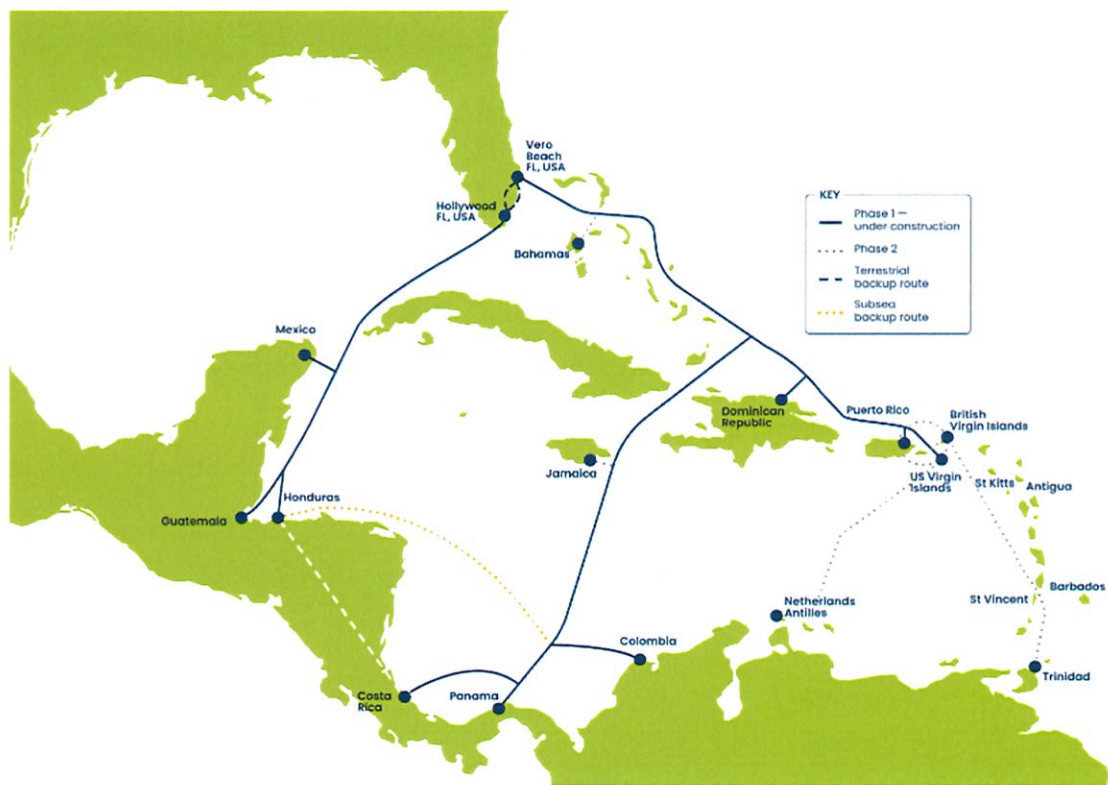 Vero
Beach
FL, USA
Hollywood
FL, USA
Bahamas
KEY
Phase 1 —
under construction
Phase 2
Terrestrial
backup route
Subsea
backup route
Mexico
Dominican
Republic
Puerto Rico
British
Virgin Islands
Jamaica
US Virgin
Islands
St Kitts
Antigua
Honduras
Guatemala
Netherlands
Antilles
St Vincent
Barbados
Colombia
Trinidad
Costa
Rica
Panama